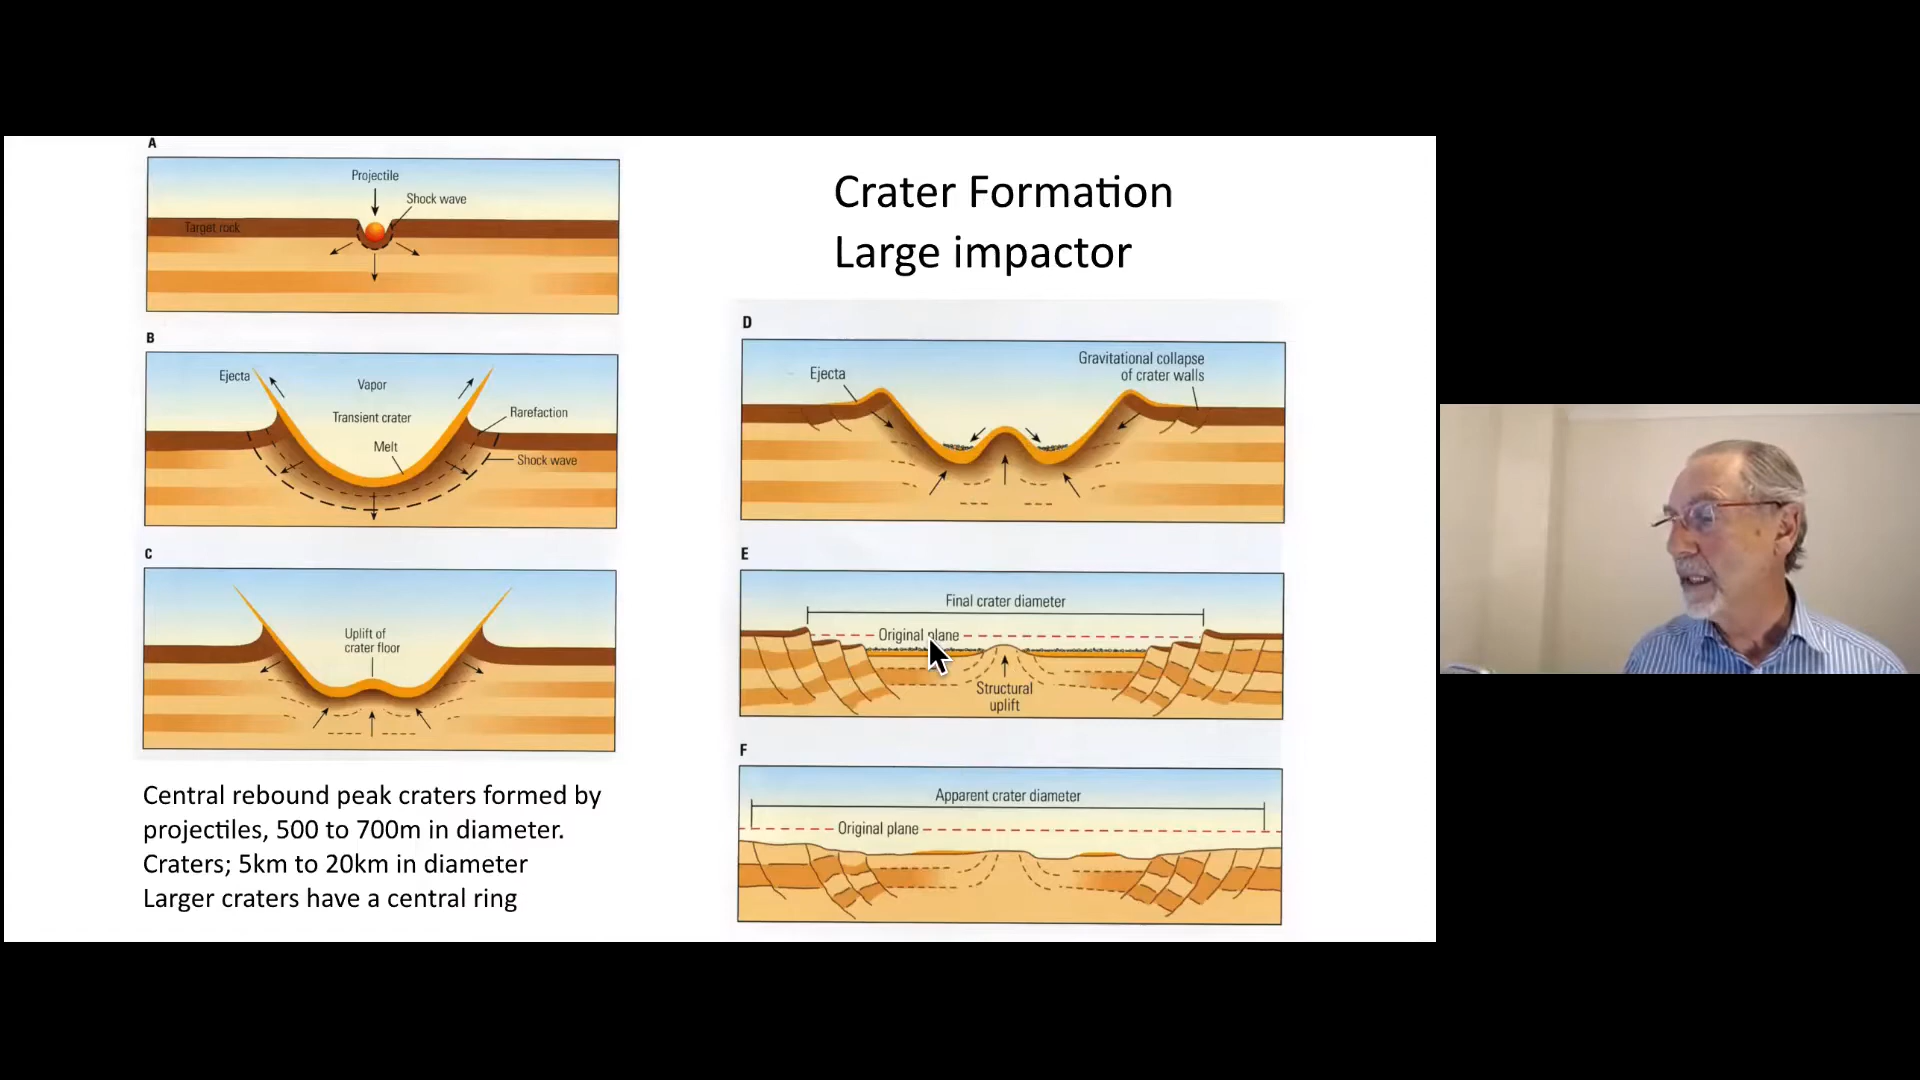 Crater Formation
Large impactor
A
Projectile
Shock wave
Target rock
B
Ejecta
Vapor
Transient crater
Melt
Rarefaction
Shock wave
C
Uplift of
crater floor
Central rebound peak craters formed by
projectiles, 500 to 700m in diameter.
Craters; 5km to 20km in diameter
Larger craters have a central ring
D
Ejecta
Gravitational collapse
of crater walls
E
Final crater diameter
Original plane
Structural
uplift
F
Apparent crater diameter
Original plane